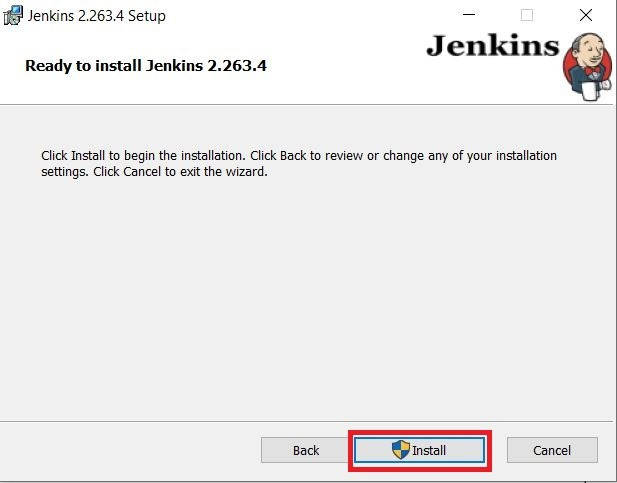 Jenkins 2.263.4 Setup
Jenkins
Ready to install Jenkins 2.263.4
Click Install to begin the installation. Click Back to review or change any of your installation
settings. Click Cancel to exit the wizard.
Back
Install
Cancel